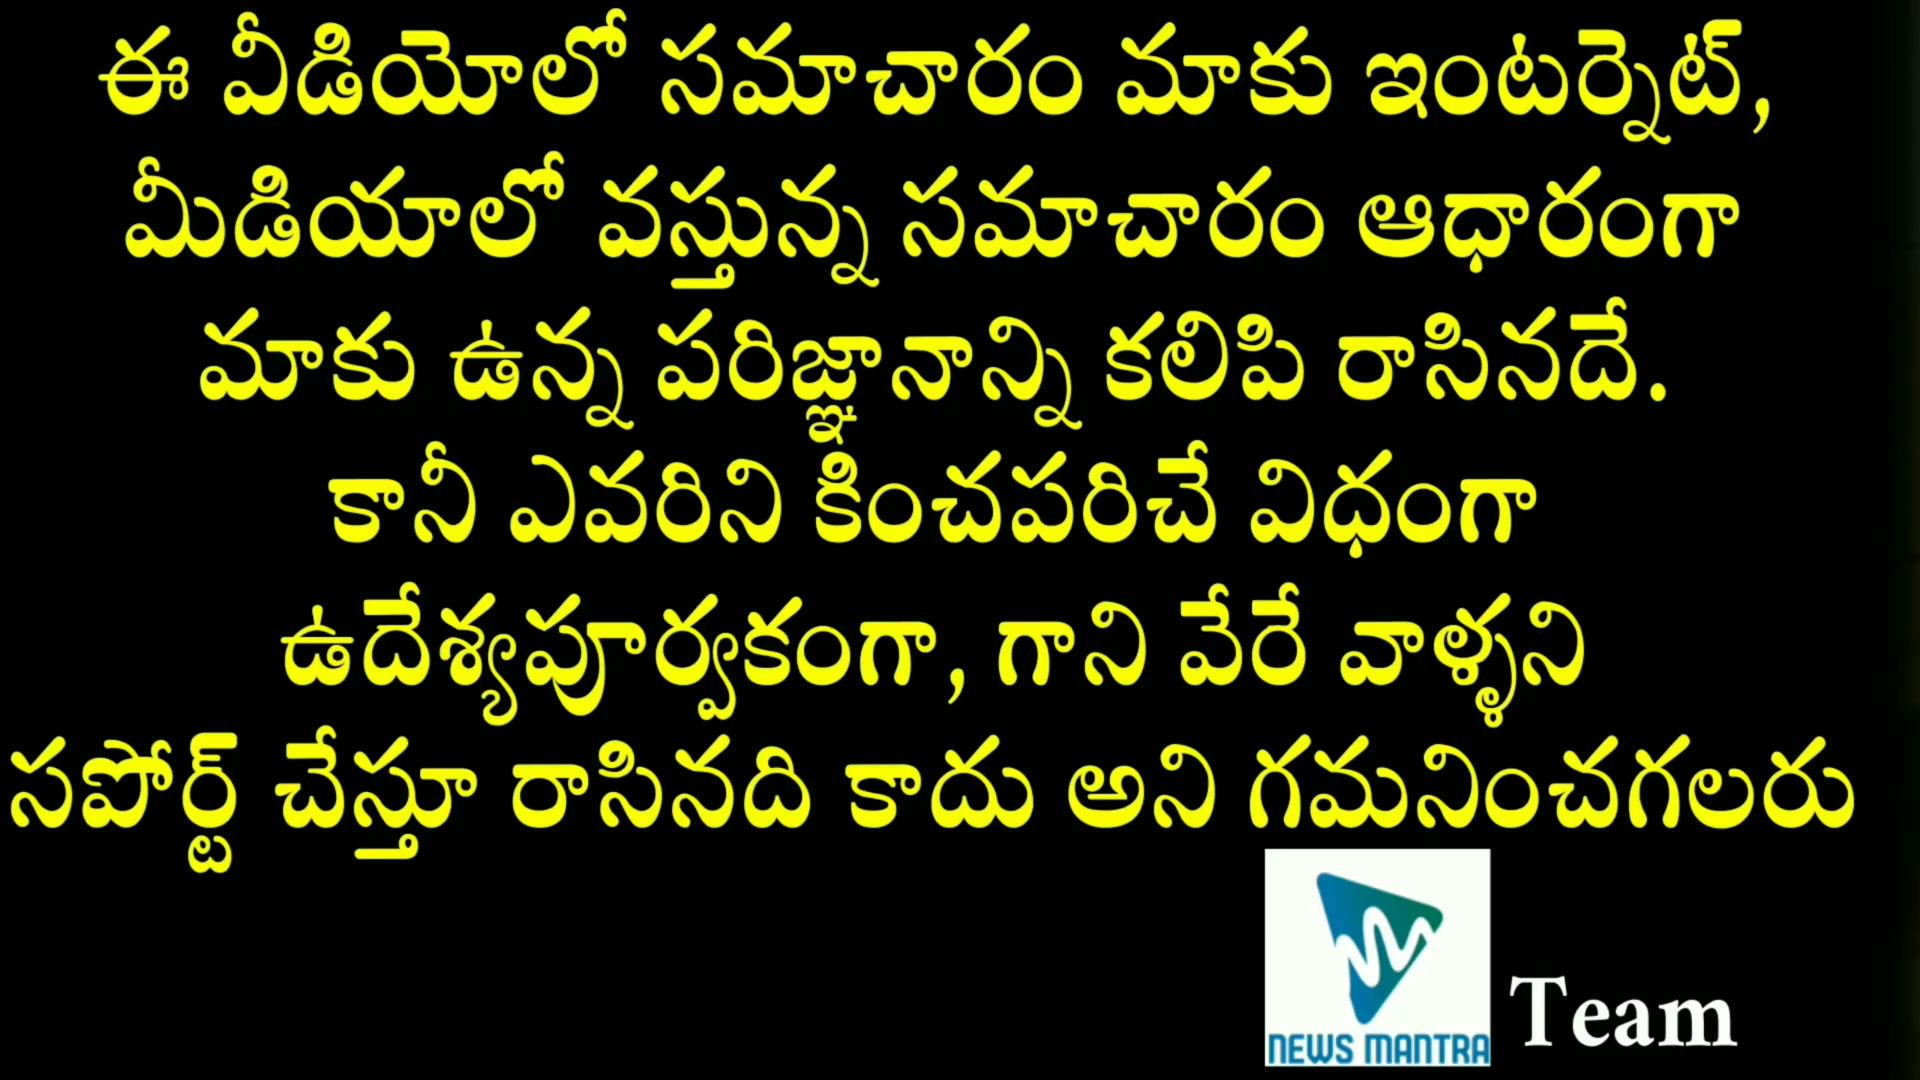 ఈ వీడియోలో సమాచారం మాకు ఇంటర్నెట్,
మీడియాలో వస్తున్న సమాచారం ఆధారంగా
మాకు ఉన్న పరిజ్ఞానాన్ని కలిపి రాసినదే.
కానీ ఎవరిని కించపరిచే విధంగా
ఉదేశ్యపూర్వకంగా, గాని వేరే వాళ్ళని
సపోర్ట్ చేస్తూ రాసినది కాదు అని గమనించగలరు
NEWS MANTRA Team